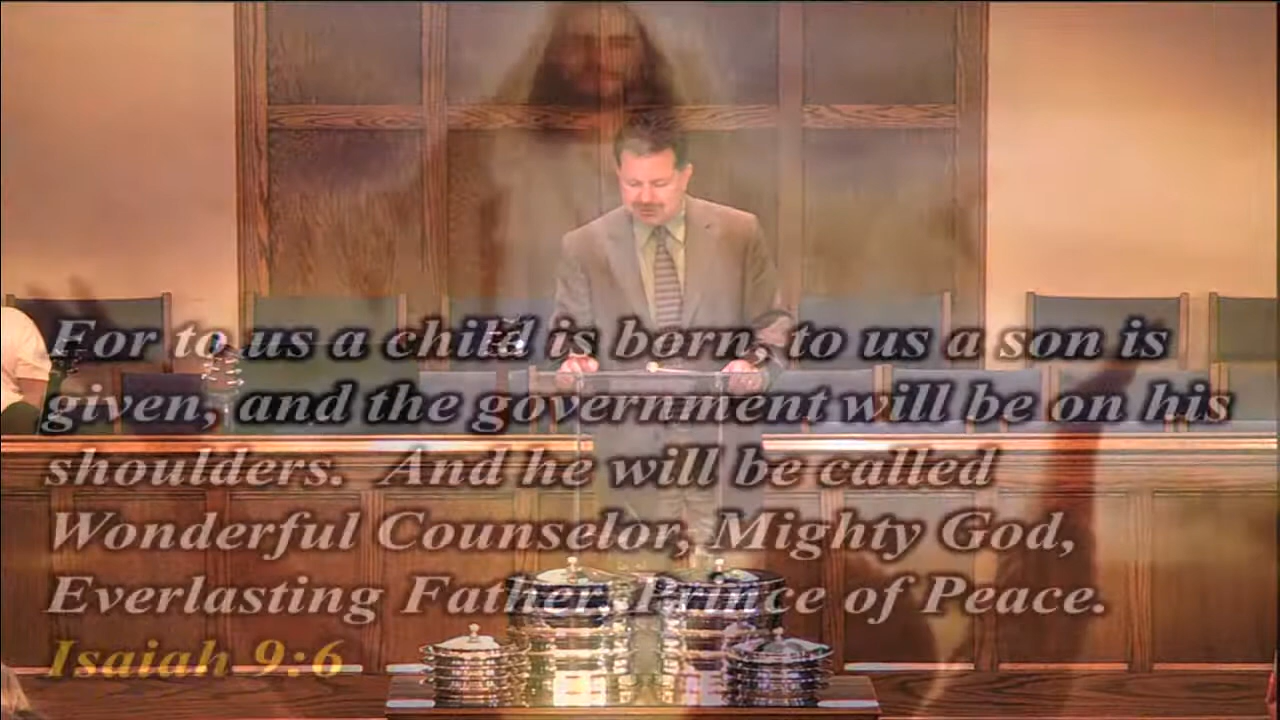 For to us a child is born, to us a son is
given, and the government will be on his
shoulders.  And he will be called
Wonderful Counselor, Mighty God,
Everlasting Father, Prince of Peace.
Isaiah 9:6